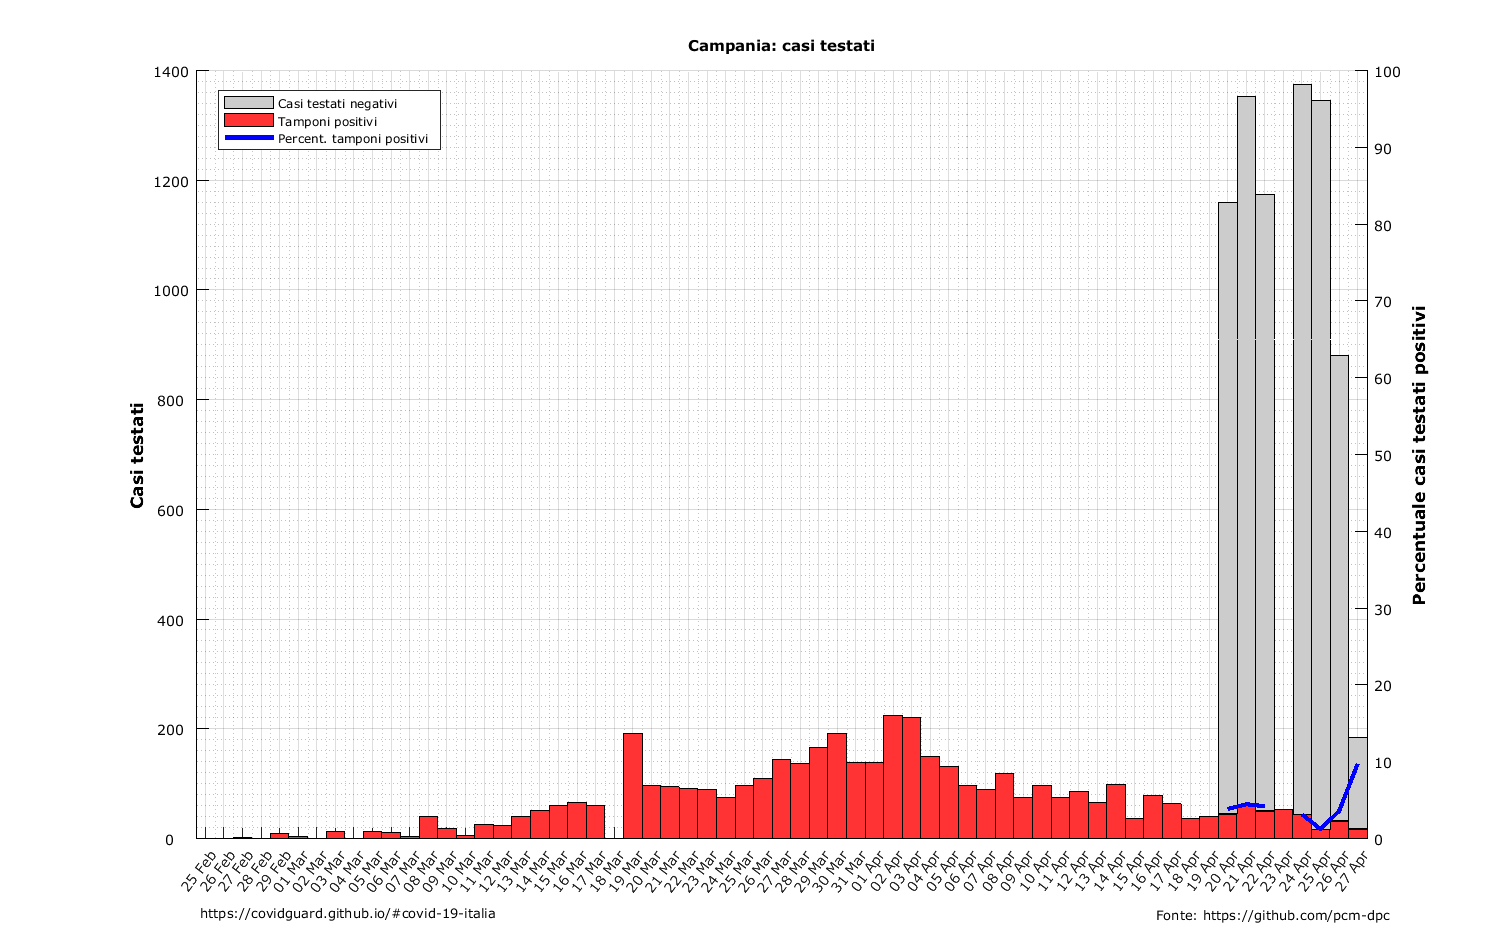 Campania: casi testati
1400
1200
1000
800
600
400
200
0
Casi testati
Casi testati negativi
Tamponi positivi
Percent. tamponi positivi
100
90
80
70
60
50
40
30
20
10
0
Percentuale casi testati positivi
25 Feb
26 Feb
27 Feb
28 Feb
29 Feb
01 Mar
02 Mar
03 Mar
04 Mar
05 Mar
06 Mar
07 Mar
08 Mar
09 Mar
10 Mar
11 Mar
12 Mar
13 Mar
14 Mar
15 Mar
16 Mar
17 Mar
18 Mar
19 Mar
20 Mar
21 Mar
22 Mar
23 Mar
24 Mar
25 Mar
26 Mar
27 Mar
28 Mar
29 Mar
30 Mar
31 Mar
01 Apr
02 Apr
03 Apr
04 Apr
05 Apr
06 Apr
07 Apr
08 Apr
09 Apr
10 Apr
11 Apr
12 Apr
13 Apr
14 Apr
15 Apr
16 Apr
17 Apr
18 Apr
19 Apr
20 Apr
21 Apr
22 Apr
23 Apr
24 Apr
25 Apr
26 Apr
27 Apr
https://covidguard.github.io/#covid-19-italia
Fonte: https://github.com/pcm-dpc